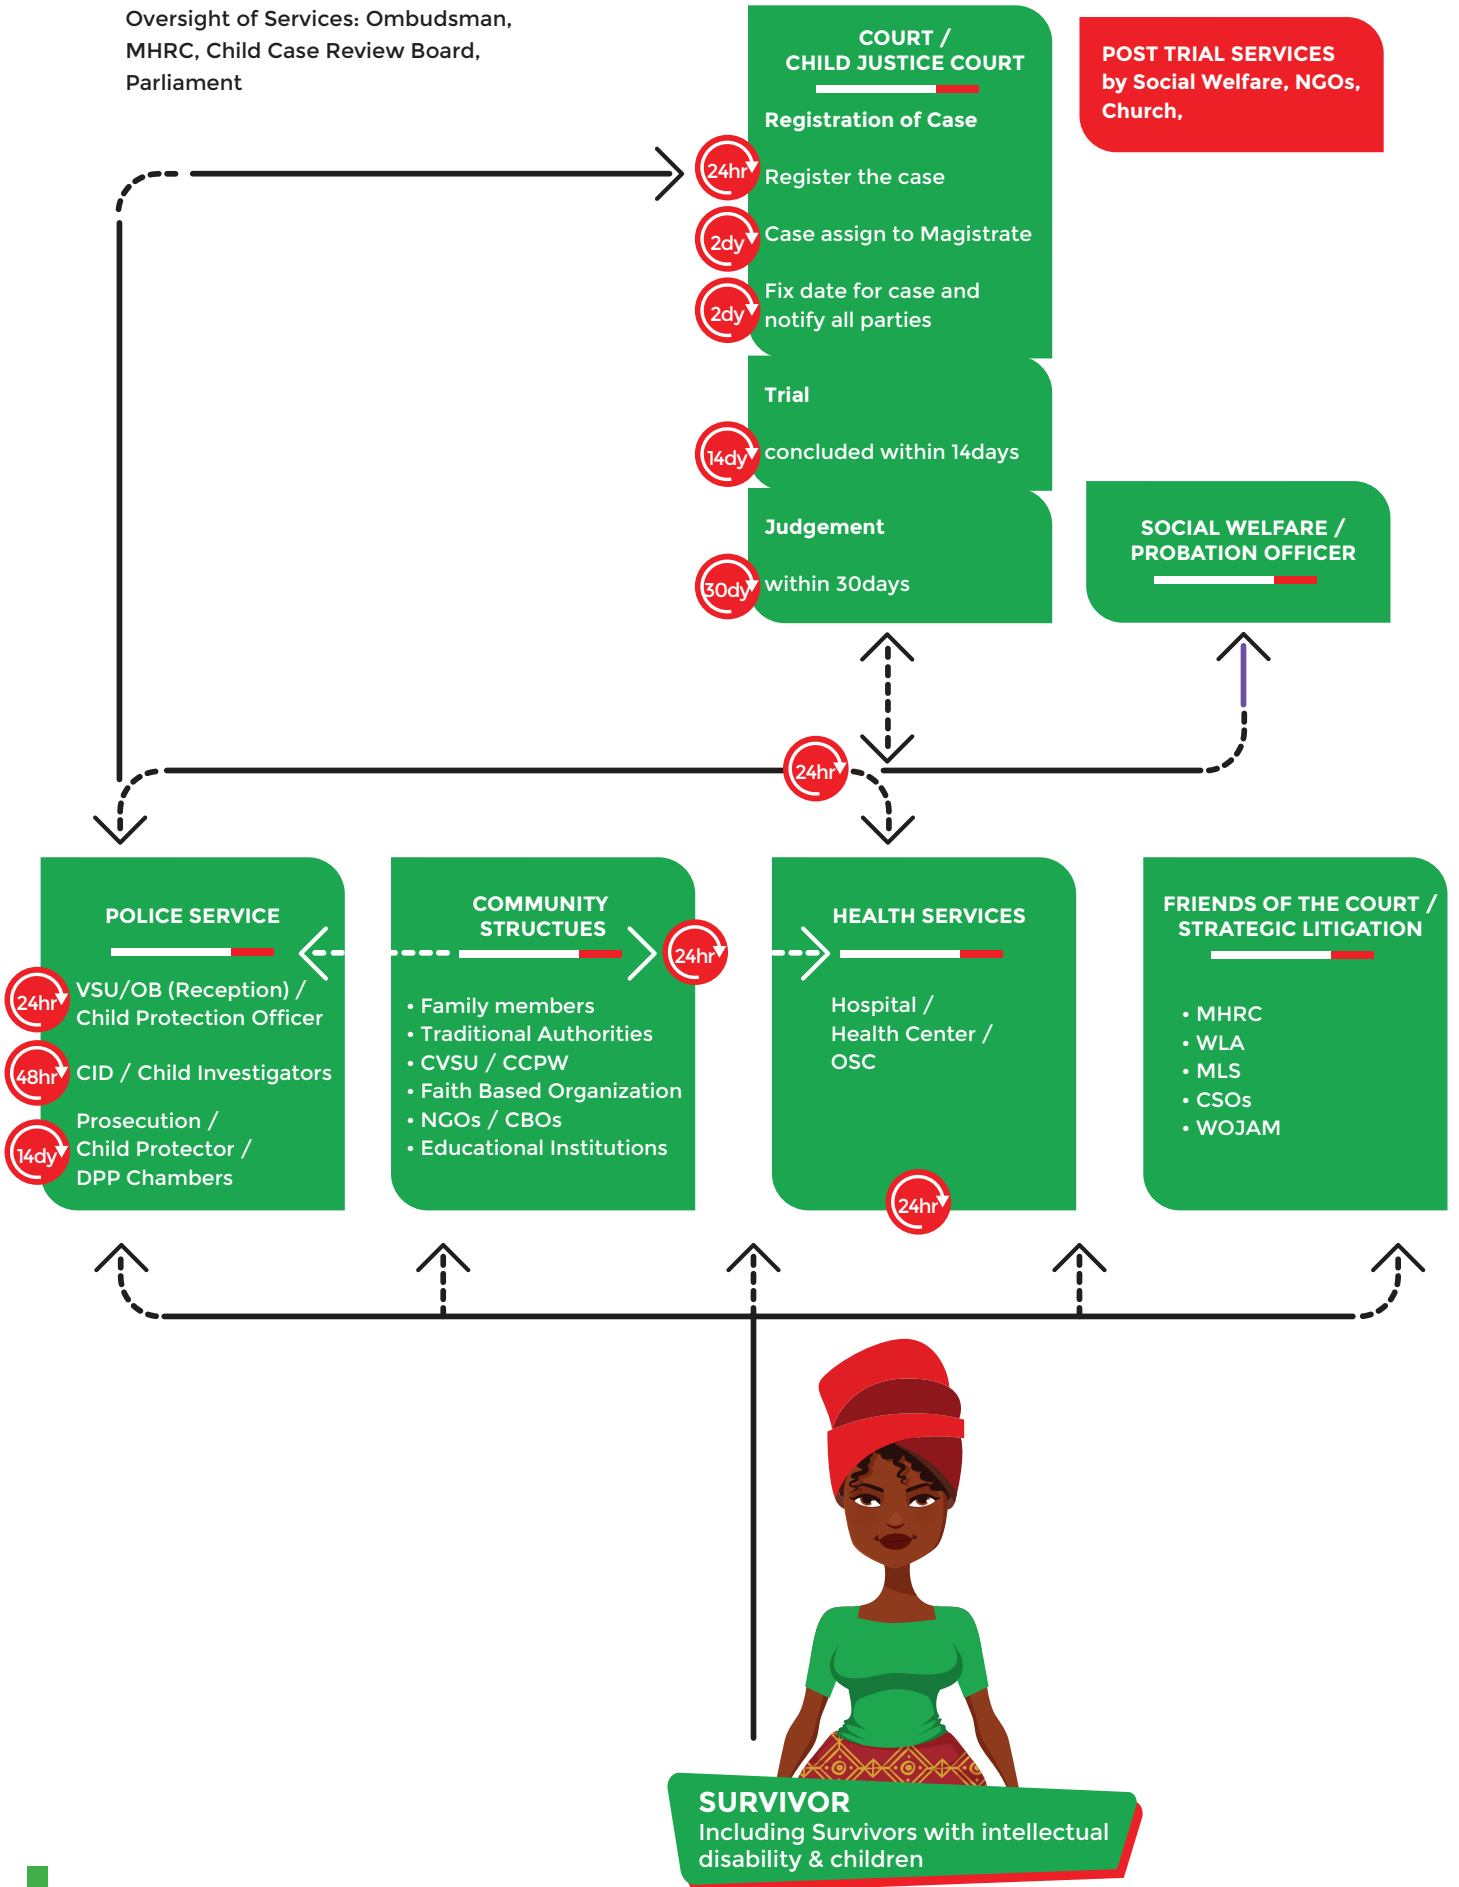 Oversight of Services: Ombudsman,
MHRC, Child Case Review Board,
Parliament
COURT /
CHILD JUSTICE COURT
Registration of Case
24hr
Register the case
2dy
Case assign to Magistrate
2dy
Fix date for case and
notify all parties
Trial
14dy
concluded within 14days
Judgement
30dy
within 30days
POST TRIAL SERVICES
by Social Welfare, NGOs,
Church,
SOCIAL WELFARE /
PROBATION OFFICER
24hr
POLICE SERVICE
24hr
VSU/OB (Reception) /
Child Protection Officer
48hr
CID / Child Investigators
14dy
Prosecution /
Child Protector /
DPP Chambers
COMMUNITY
STRUCTUES
24hr
• Family members
• Traditional Authorities
• CVSU / CCPW
• Faith Based Organization
• NGOs / CBOs
• Educational Institutions
HEALTH SERVICES
Hospital /
Health Center /
OSC
24hr
FRIENDS OF THE COURT /
STRATEGIC LITIGATION
• MHRC
• WLA
• MLS
• CSOs
• WOJAM
SURVIVOR
Including Survivors with intellectual
disability & children